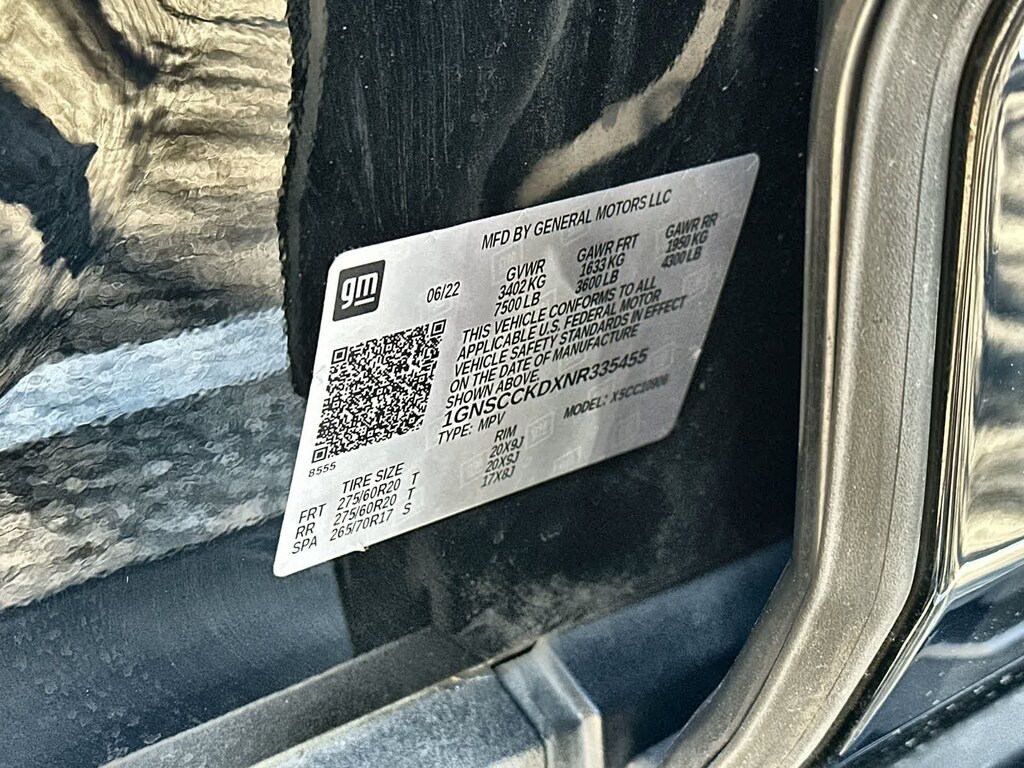 MFD BY GENERAL MOTORS LLC
gm
06/22
GVWR GAWR FRT GAWR RR
3402 KG 1633 KG 1950 KG
7500 LB 3600 LB 4300 LB
THIS VEHICLE CONFORMS TO ALL
APPLICABLE U.S. FEDERAL MOTOR
VEHICLE SAFETY STANDARDS IN EFFECT
ON THE DATE OF MANUFACTURE
SHOWN ABOVE.
1GNSCCKDXNR335455
TYPE: MPV MODEL: X5CC10906
8555
TIRE SIZE RIM
FRT 275/60R20 T 20X9J
RR 275/60R20 T 20X9J
SPA 265/70R17 S 17X8J